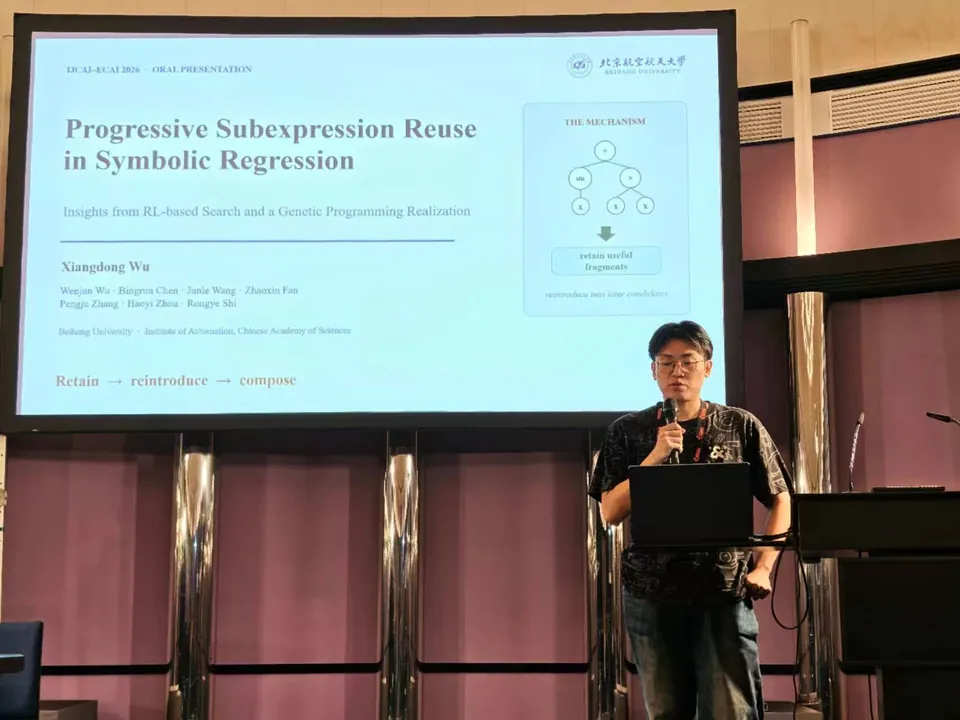 IJCAI-ECAI 2026 · ORAL PRESENTATION
北京航空航天大學
BEIHANG UNIVERSITY
Progressive Subexpression Reuse
in Symbolic Regression
Insights from RL-based Search and a Genetic Programming Realization
Xiangdong Wu
Wenjun Wu · Bingrun Chen · Junle Wang · Zhaoxin Fan
Pengju Zhang · Haoyi Zhou · Rongye Shi
Beihang University · Institute of Automation, Chinese Academy of Sciences
Retain → reintroduce → compose
THE MECHANISM
sin
x
x
x
retain useful
fragments
reintroduce into later candidates